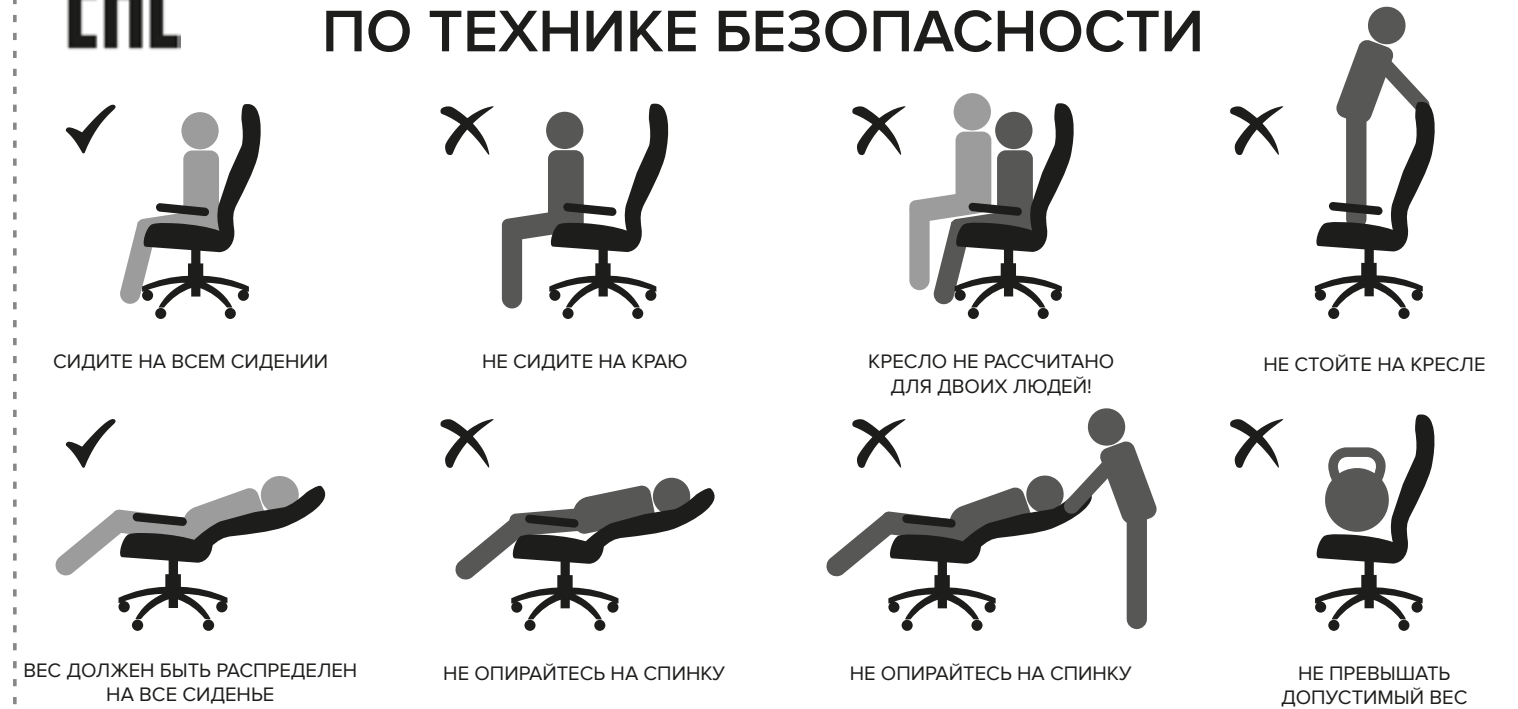 ПО ТЕХНИКЕ БЕЗОПАСНОСТИ
СИДИТЕ НА ВСЕМ СИДЕНИИ
НЕ СИДИТЕ НА КРАЮ
КРЕСЛО НЕ РАССЧИТАНО
ДЛЯ ДВОИХ ЛЮДЕЙ!
НЕ СТОЙТЕ НА КРЕСЛЕ
ВЕС ДОЛЖЕН БЫТЬ РАСПРЕДЕЛЕН
НА ВСЕ СИДЕНЬЕ
НЕ ОПИРАЙТЕСЬ НА СПИНКУ
НЕ ОПИРАЙТЕСЬ НА СПИНКУ
НЕ ПРЕВЫШАТЬ
ДОПУСТИМЫЙ ВЕС